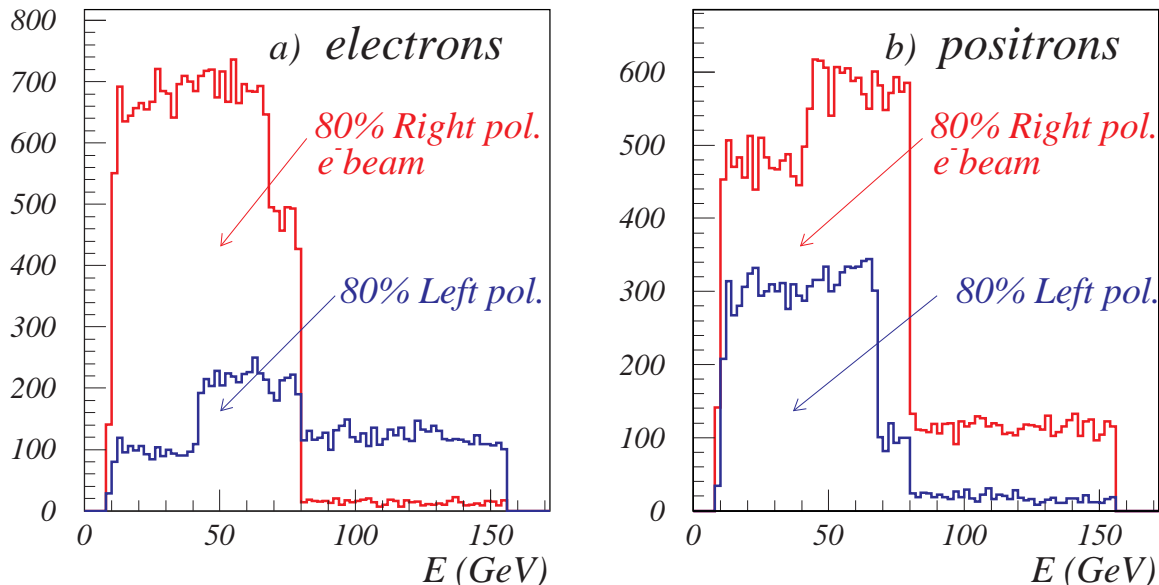 a) electrons
800
700
600
500
400
300
200
100
0
80% Right pol.
e⁻beam
80% Left pol.
0
50
100
150
E (GeV)
b) positrons
600
500
400
300
200
100
0
80% Right pol.
e⁻beam
80% Left pol.
0
50
100
150
E (GeV)